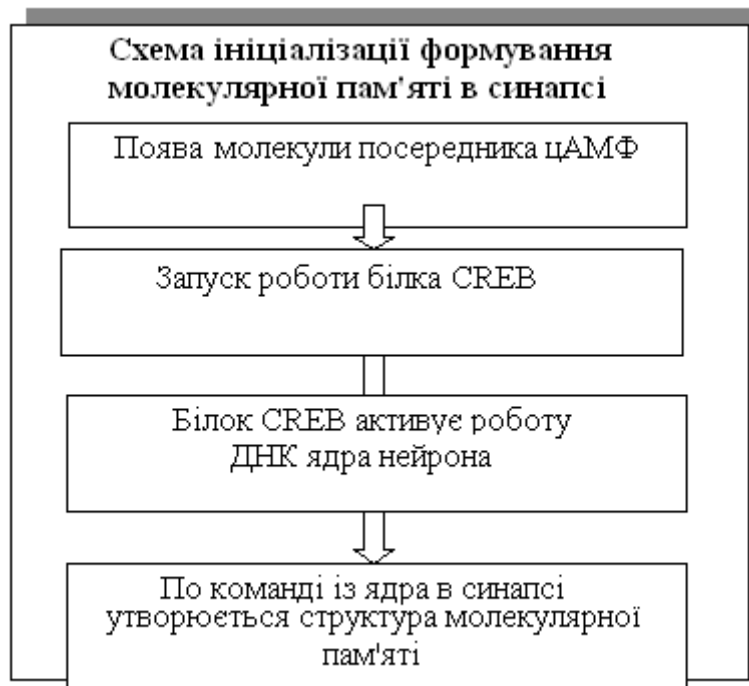 Схема ініціалізації формування
молекулярної пам'яті в синапсі
Поява молекули посередника цАМФ
Запуск роботи білка CREB
Білок CREB активує роботу
ДНК ядра нейрона
По команді із ядра в синапсі
утворюється структура молекулярної
пам'яті